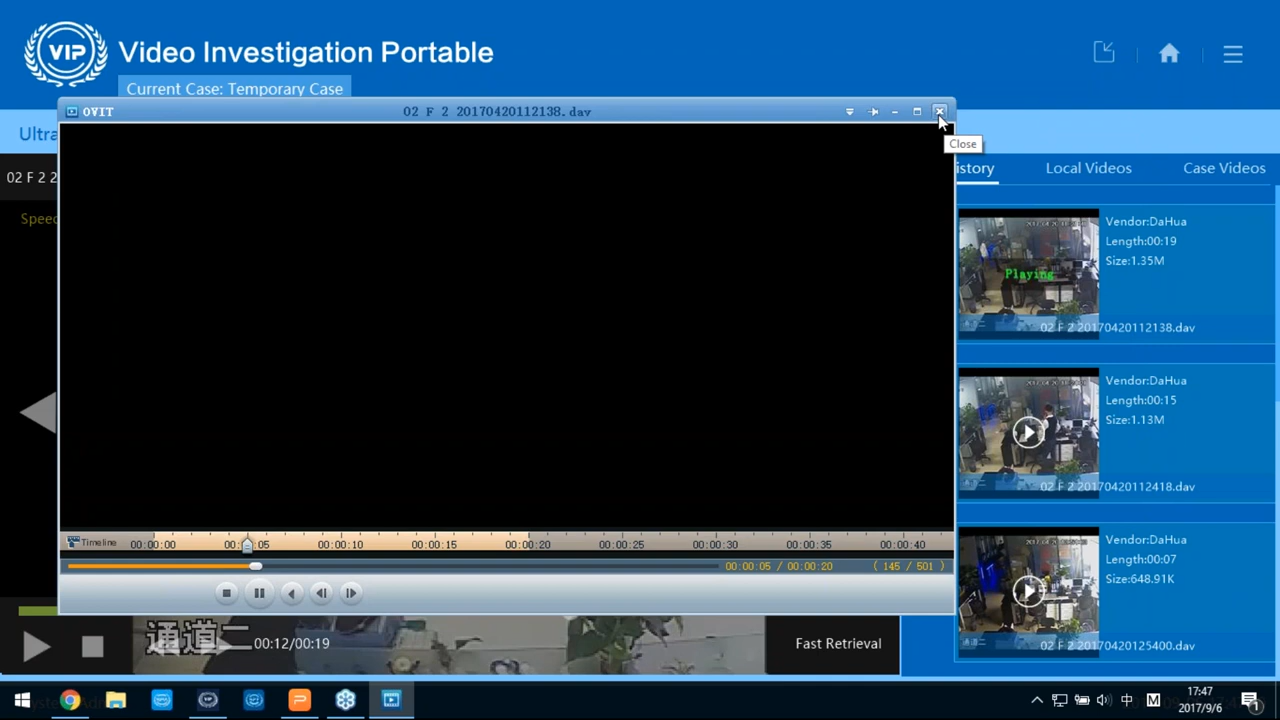 VIP
Video Investigation Portable
Current Case: Temporary Case
OVIT
02 F 2 20170420112138.dav
Close
Ultra
istory
Local Videos
Case Videos
02 F 2 2
Speed
Vendor:DaHua
Length:00:19
Size:1.35M
Playing
02 F 2 20170420112138.dav
Vendor:DaHua
Length:00:15
Size:1.13M
02 F 2 20170420112418.dav
Vendor:DaHua
Length:00:07
Size:648.91K
02 F 2 20170420125400.dav
Timeline
00:00:00
00:00:05
00:00:10
00:00:15
00:00:20
00:00:25
00:00:30
00:00:35
00:00:40
00:00:05 / 00:00:20
( 145 / 501 )
通道二
00:12/00:19
Fast Retrieval
中
M
17:47
2017/9/6
1